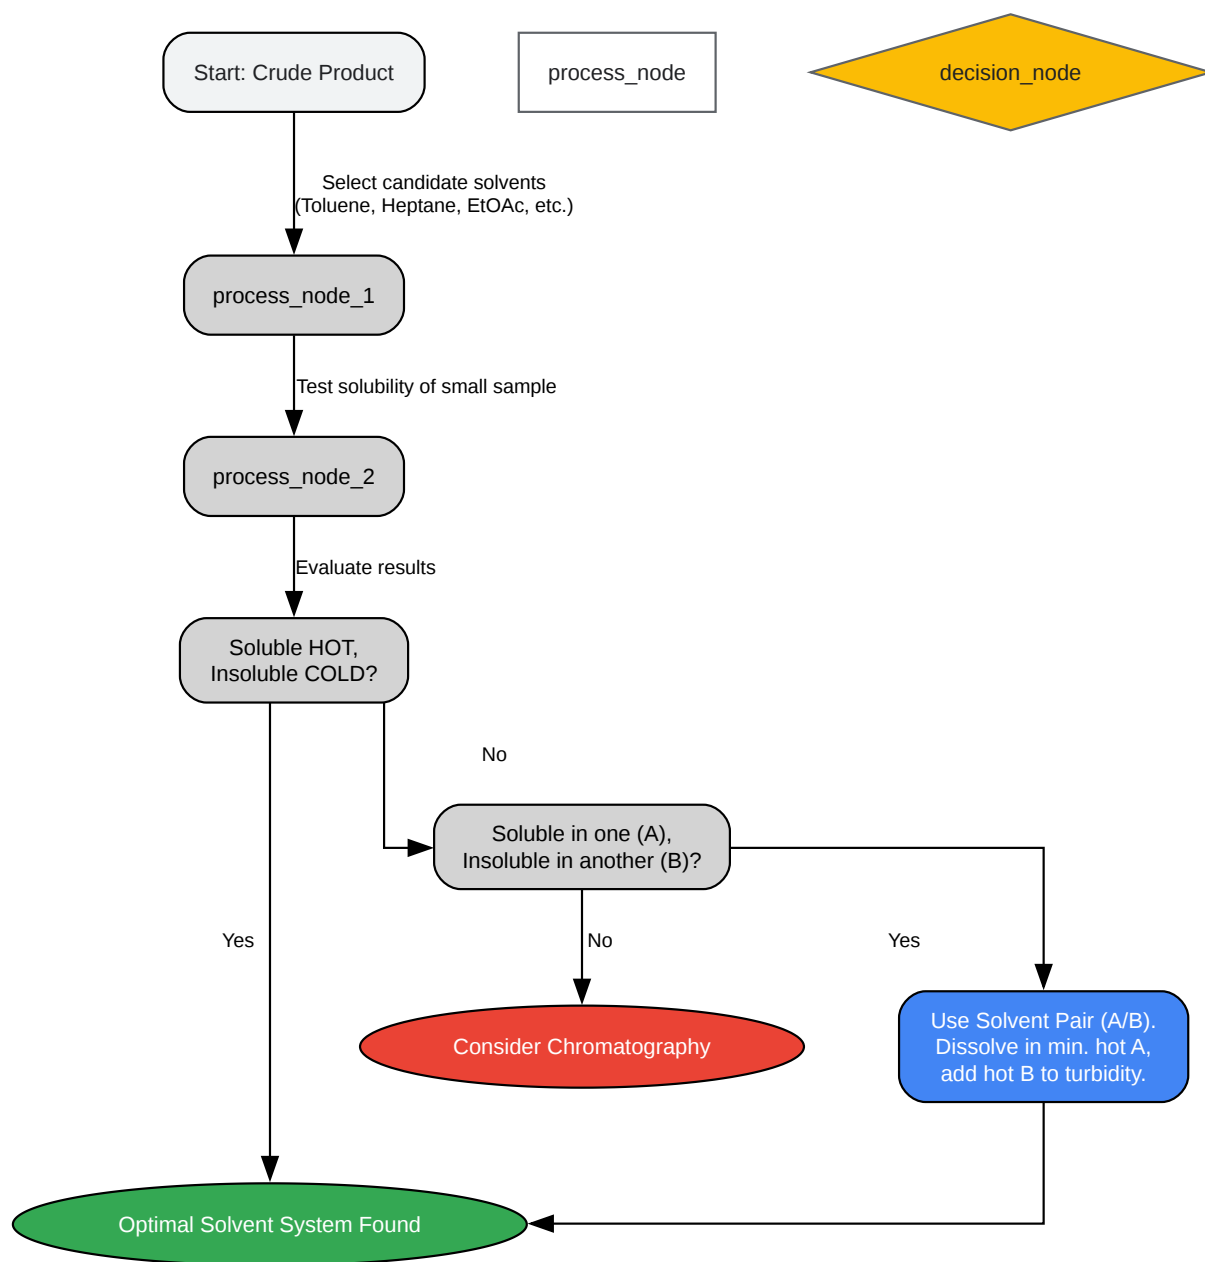 Start: Crude Product
process_node
decision_node
Select candidate solvents
(Toluene, Heptane, EtOAc, etc.)
process_node_1
Test solubility of small sample
process_node_2
Evaluate results
Soluble HOT,
Insoluble COLD?
No
Soluble in one (A),
Insoluble in another (B)?
Yes
No
Yes
Consider Chromatography
Use Solvent Pair (A/B).
Dissolve in min. hot A,
add hot B to turbidity.
Optimal Solvent System Found